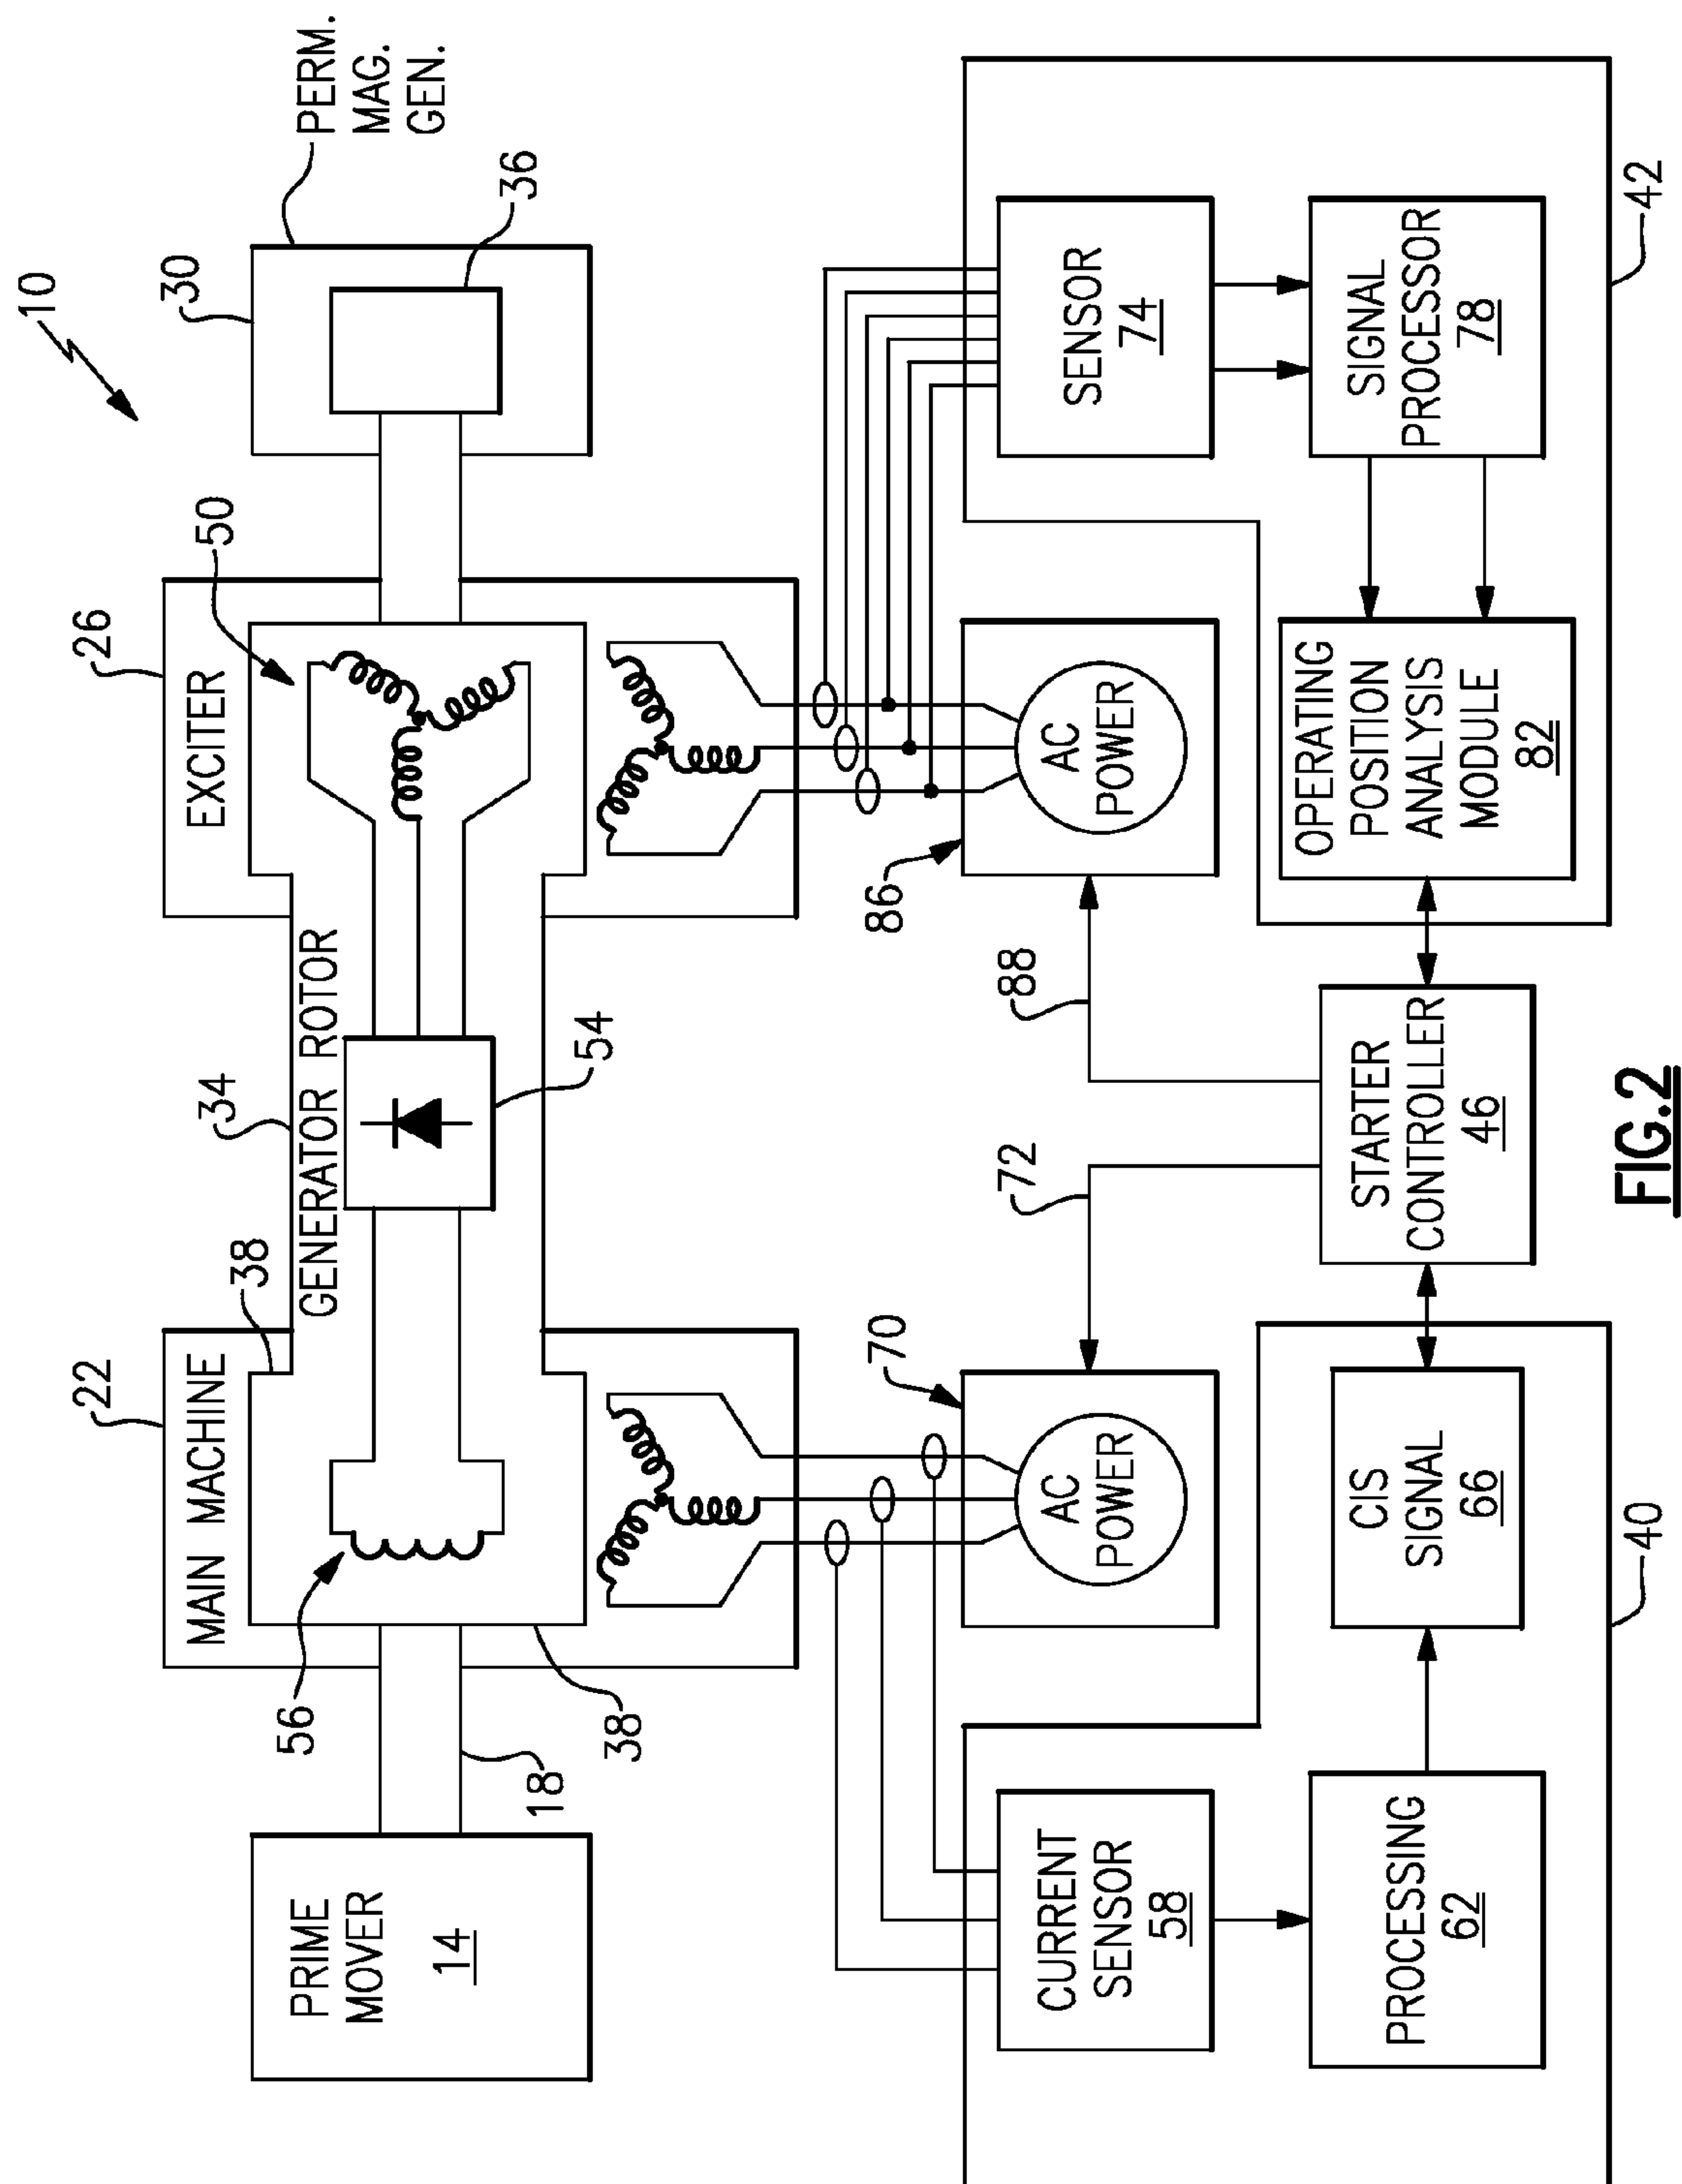 10
PRIME
MOVER
14
18
22
MAIN MACHINE
38
56
38
34
GENERATOR ROTOR
54
26
EXCITER
50
30
PERM.
MAG.
GEN.
36
70
AC
POWER
72
86
AC
POWER
88
CURRENT
SENSOR
58
PROCESSING
62
CIS
SIGNAL
66
40
STARTER
CONTROLLER
46
OPERATING
POSITION
ANALYSIS
MODULE
82
SENSOR
74
SIGNAL
PROCESSOR
78
42
FIG.2